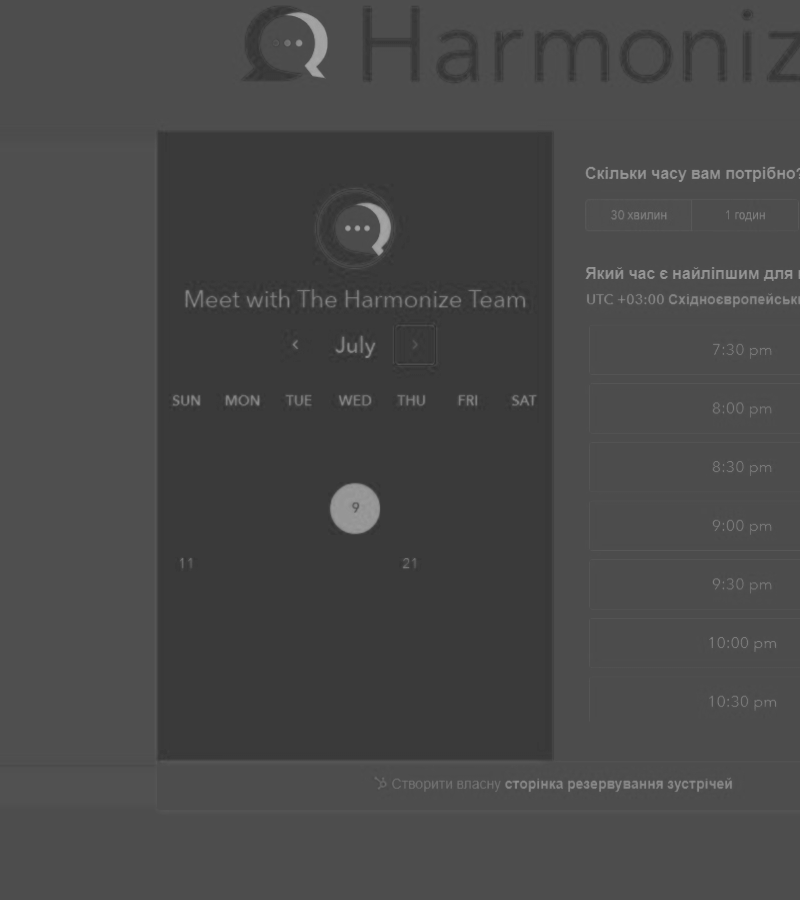 Harmoniz
Meet with The Harmonize Team
July
SUN MON TUE WED THU FRI SAT
9
11 21
Скільки часу вам потрібно?
30 хвилин 1 годин
Який час є найліпшим для
UTC +03:00 Східноєвропейськ
7:30 pm
8:00 pm
8:30 pm
9:00 pm
9:30 pm
10:00 pm
10:30 pm
Створити власну сторінка резервування зустрічей